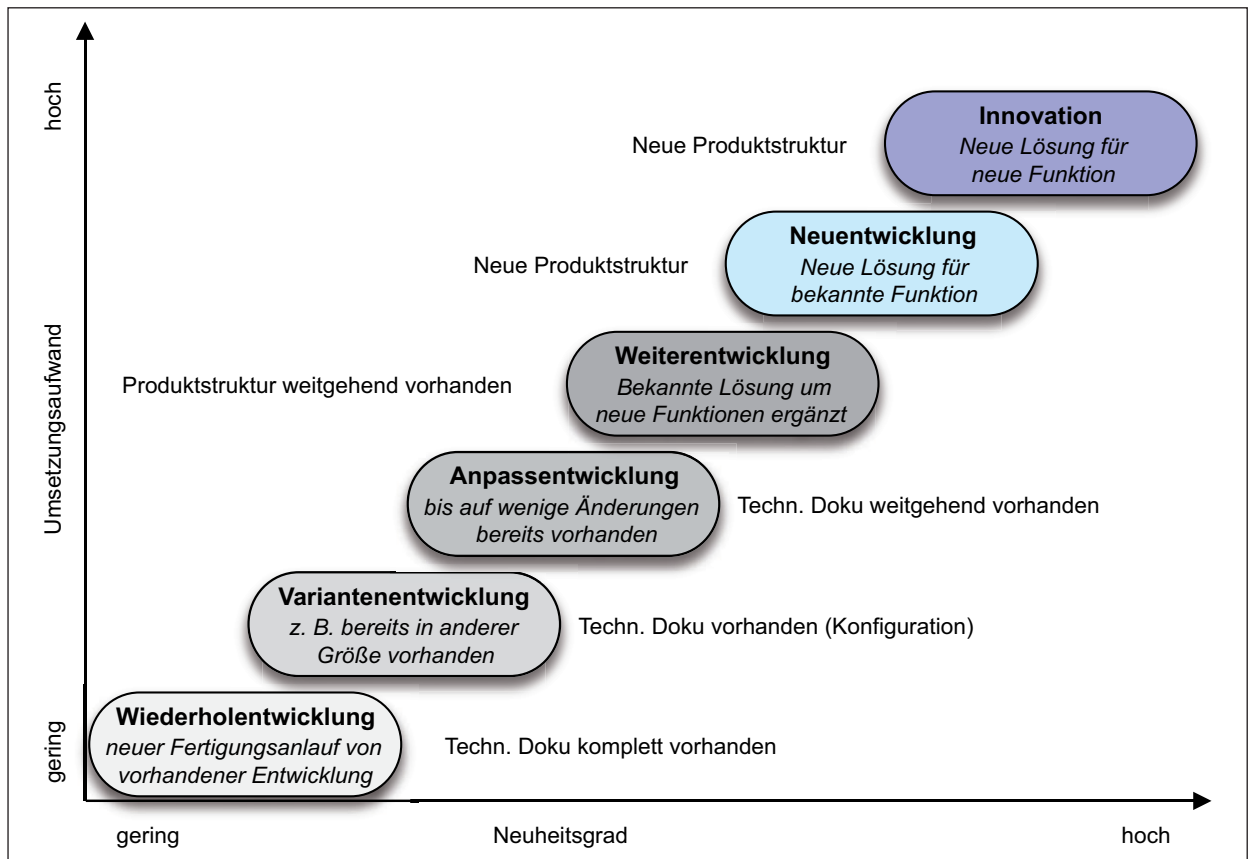 hoch
Umsetzungsaufwand
gering
Innovation
Neue Lösung für
neue Funktion
Neue Produktstruktur
Neuentwicklung
Neue Lösung für
bekannte Funktion
Neue Produktstruktur
Weiterentwicklung
Bekannte Lösung um
neue Funktionen ergänzt
Produktstruktur weitgehend vorhanden
Anpassentwicklung
bis auf wenige Änderungen
bereits vorhanden
Techn. Doku weitgehend vorhanden
Variantenentwicklung
z. B. bereits in anderer
Größe vorhanden
Techn. Doku vorhanden (Konfiguration)
Wiederholentwicklung
neuer Fertigungsanlauf von
vorhandener Entwicklung
Techn. Doku komplett vorhanden
gering
Neuheitsgrad
hoch